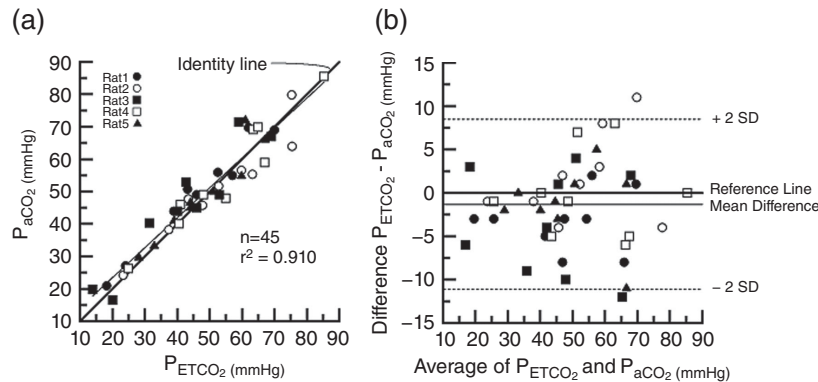 (a)
90
80
70
60
50
40
30
20
10
PaCO₂ (mmHg)
Identity line
Rat1
Rat2
Rat3
Rat4
Rat5
n=45
r² = 0.910
10 20 30 40 50 60 70 80 90
PETCO₂ (mmHg)
(b)
15
10
5
0
−5
−10
−15
Difference PETCO₂ - PaCO₂ (mmHg)
+ 2 SD
Reference Line
Mean Difference
− 2 SD
10 20 30 40 50 60 70 80 90
Average of PETCO₂ and PaCO₂ (mmHg)